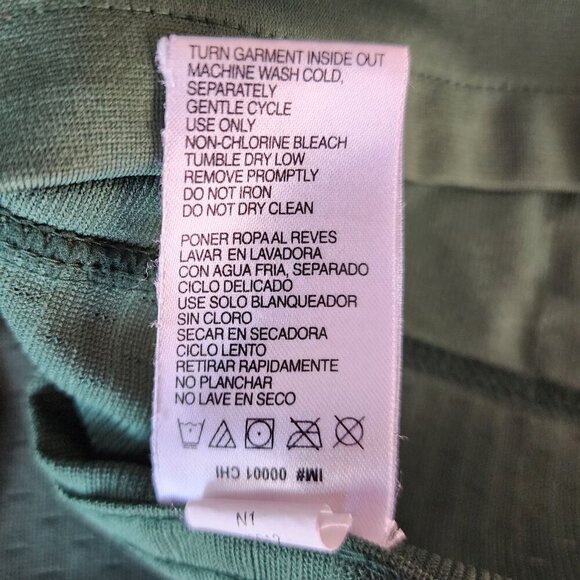 TURN GARMENT INSIDE OUT
MACHINE WASH COLD,
SEPARATELY
GENTLE CYCLE
USE ONLY
NON-CHLORINE BLEACH
TUMBLE DRY LOW
REMOVE PROMPTLY
DO NOT IRON
DO NOT DRY CLEAN
PONER ROPA AL REVES
LAVAR EN LAVADORA
CON AGUA FRIA, SEPARADO
CICLO DELICADO
USE SOLO BLANQUEADOR
SIN CLORO
SECAR EN SECADORA
CICLO LENTO
RETIRAR RAPIDAMENTE
NO PLANCHAR
NO LAVE EN SECO
IM# 00001 CHI
N1